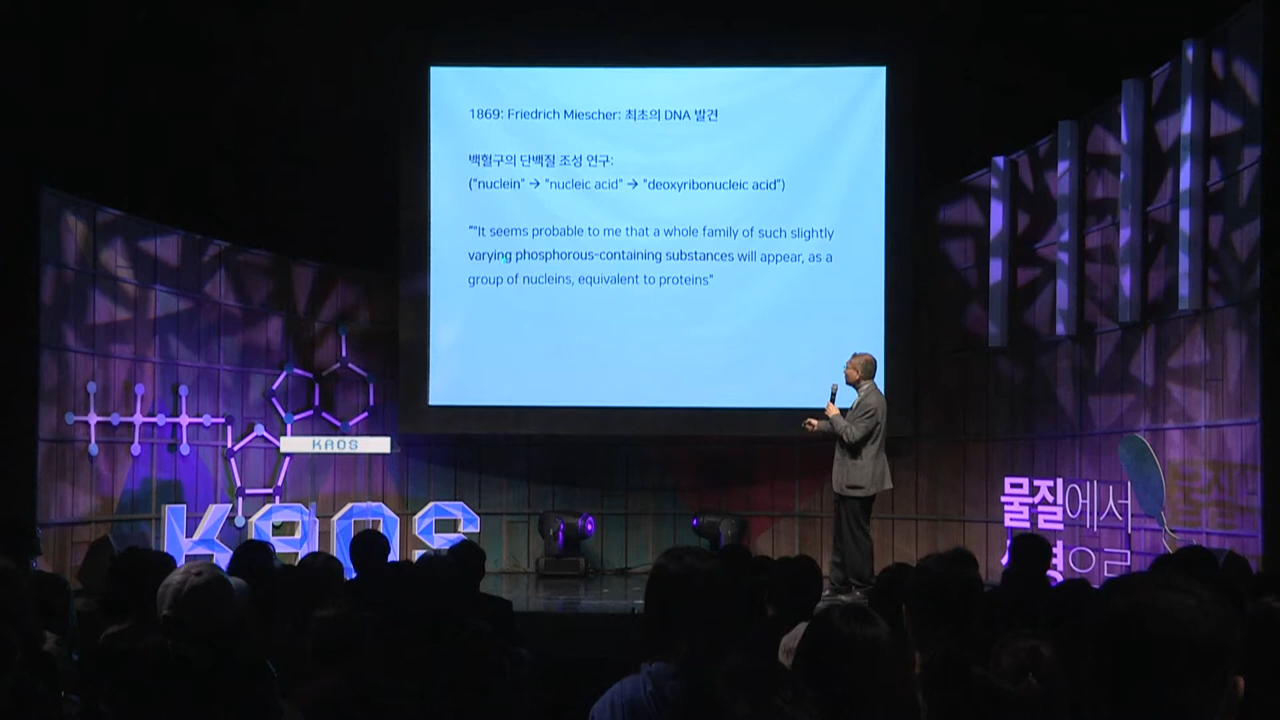 1869: Friedrich Miescher: 최초의 DNA 발견
백혈구의 단백질 조성 연구:
("nuclein" → "nucleic acid" → "deoxyribonucleic acid")
""It seems probable to me that a whole family of such slightly
varying phosphorous-containing substances will appear, as a
group of nucleins, equivalent to proteins"
KAOS
KAOS
물질에서
으로